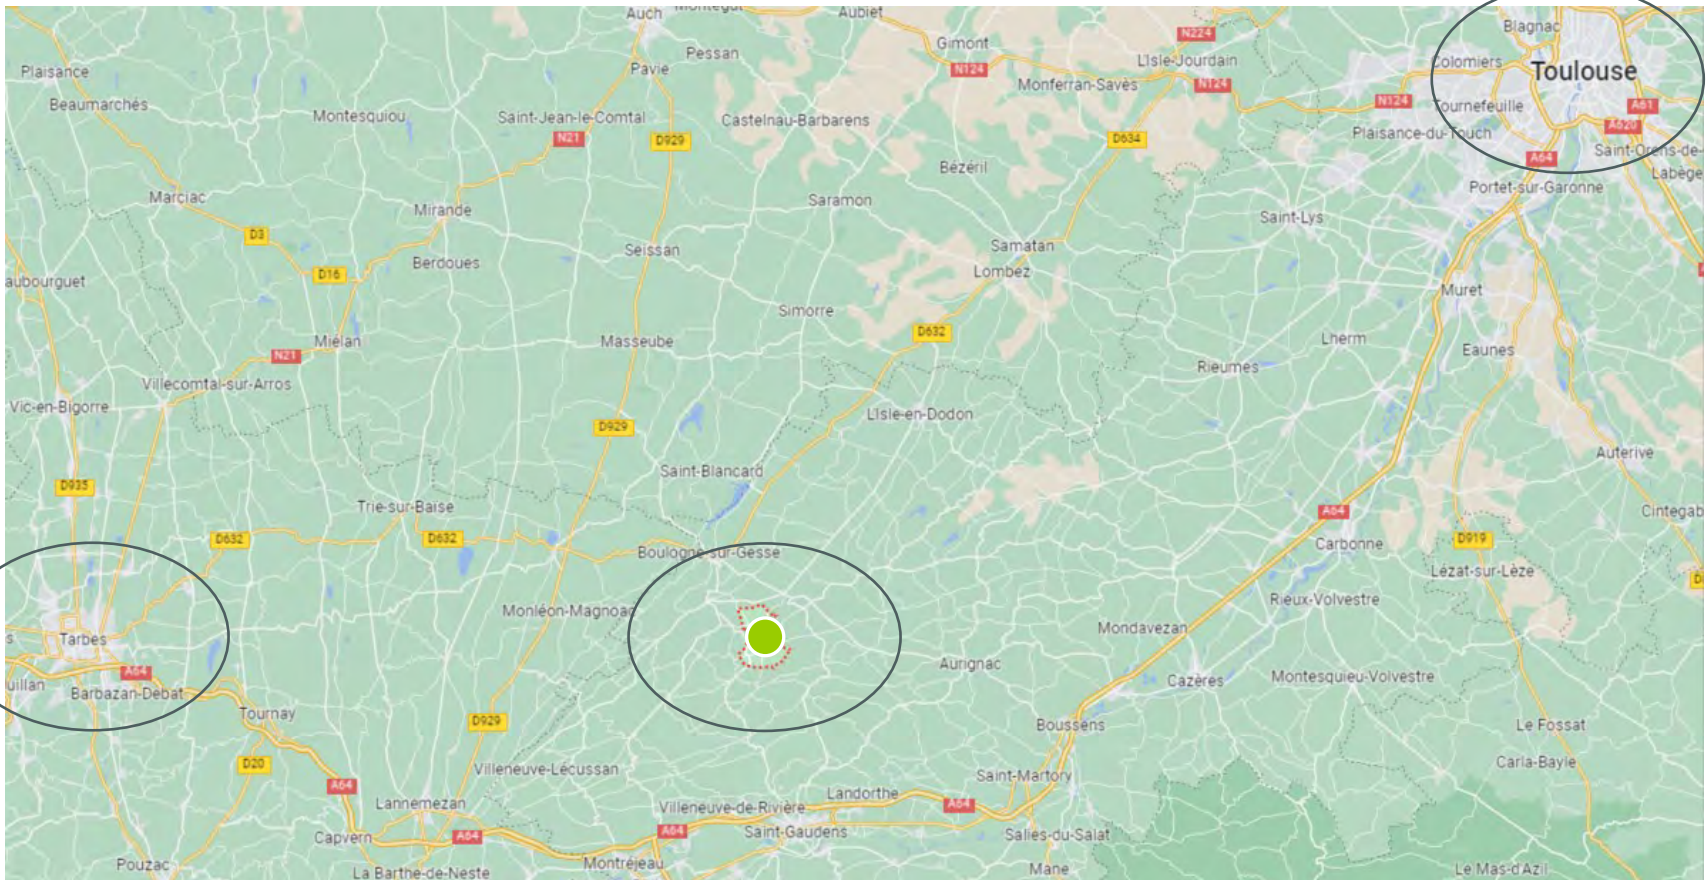 Auch
Aubiet
Blagnac
N224
Pessan
Gimont
L'Isle-Jourdain
Colomiers
Toulouse
Plaisance
Pavie
N124
Monferran-Savès
N124
Beaumarchés
Montesquiou
Saint-Jean-le-Comtal
Castelnau-Barbarens
N124
Tournefeuille
A61
N21
D929
D634
Plaisance-du-Touch
A620
A64
Saint-Orens-de-
Bézéril
Labège
Marciac
Mirande
Saramon
Portet-sur-Garonne
Saint-Lys
D3
Seissan
Samatan
Berdoues
D16
Lombez
aubourguet
Muret
Simorre
D632
Miélan
Masseube
Lherm
N21
Eaunes
Villecomtal-sur-Arros
Rieumes
Vic-en-Bigorre
L'Isle-en-Dodon
D929
Saint-Blancard
Auterive
D935
Trie-sur-Baïse
A64
Cintegab
D632
D632
Boulogne-sur-Gesse
Carbonne
D919
Lézat-sur-Lèze
Monléon-Magnoac
Rieux-Volvestre
Tarbes
Mondavezan
Aurignac
A64
Cazères
Montesquieu-Volvestre
uillan
Barbazan-Debat
Tournay
D929
Boussens
Le Fossat
D20
Villeneuve-Lécussan
Saint-Martory
Carla-Bayle
A64
Lannemezan
Villeneuve-de-Rivière
Landorthe
A64
Capvern
A64
A64
Saint-Gaudens
Salies-du-Salat
Pouzac
La Barthe-de-Neste
Montréjeau
Mane
Le Mas-d'Azil